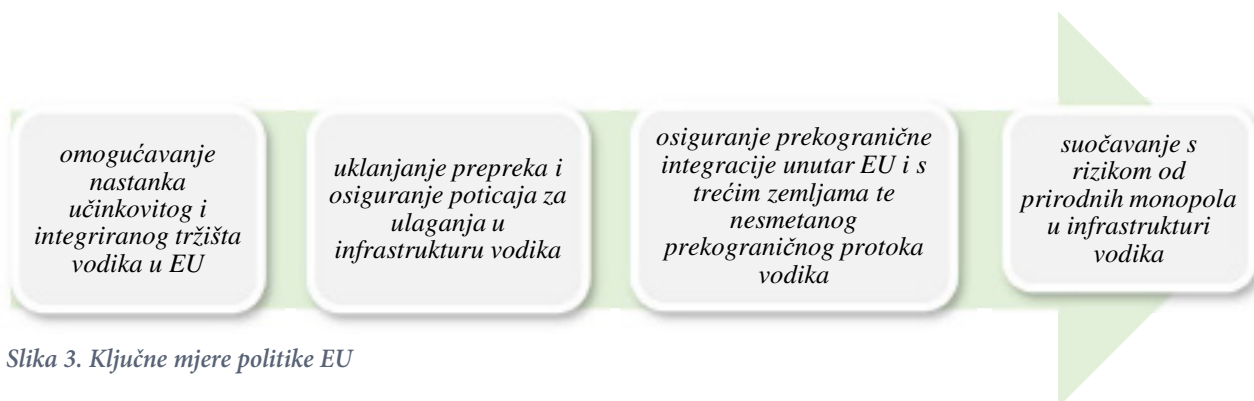 omogućavanje
nastanka
učinkovitog i
integriranog tržišta
vodika u EU
uklanjanje prepreka i
osiguranje poticaja za
ulaganja u
infrastrukturu vodika
osiguranje prekogranične
integracije unutar EU i s
trećim zemljama te
nesmetanog
prekograničnog protoka
vodika
suočavanje s
rizikom od
prirodnih monopola
u infrastrukturi
vodika
Slika 3. Ključne mjere politike EU